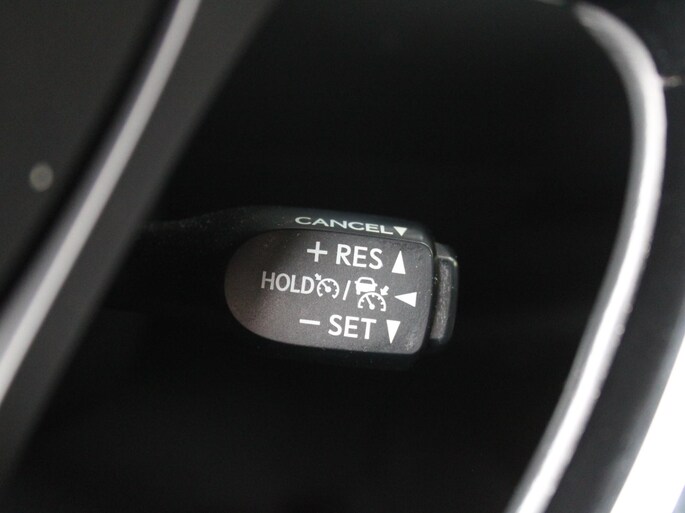 CANCEL
+ RES
HOLD /
- SET